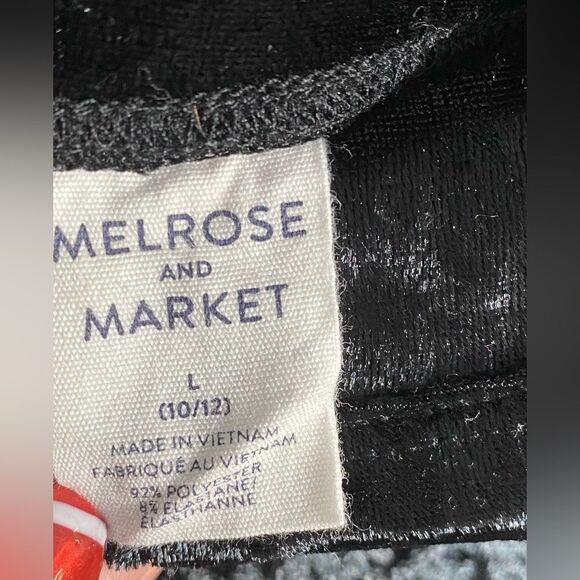 MELROSE
AND
MARKET
L
(10/12)
MADE IN VIETNAM
FABRIQUÉ AU VIETNAM
92% POLYESTER
8% ELASTANE/
ÉLASTHANNE